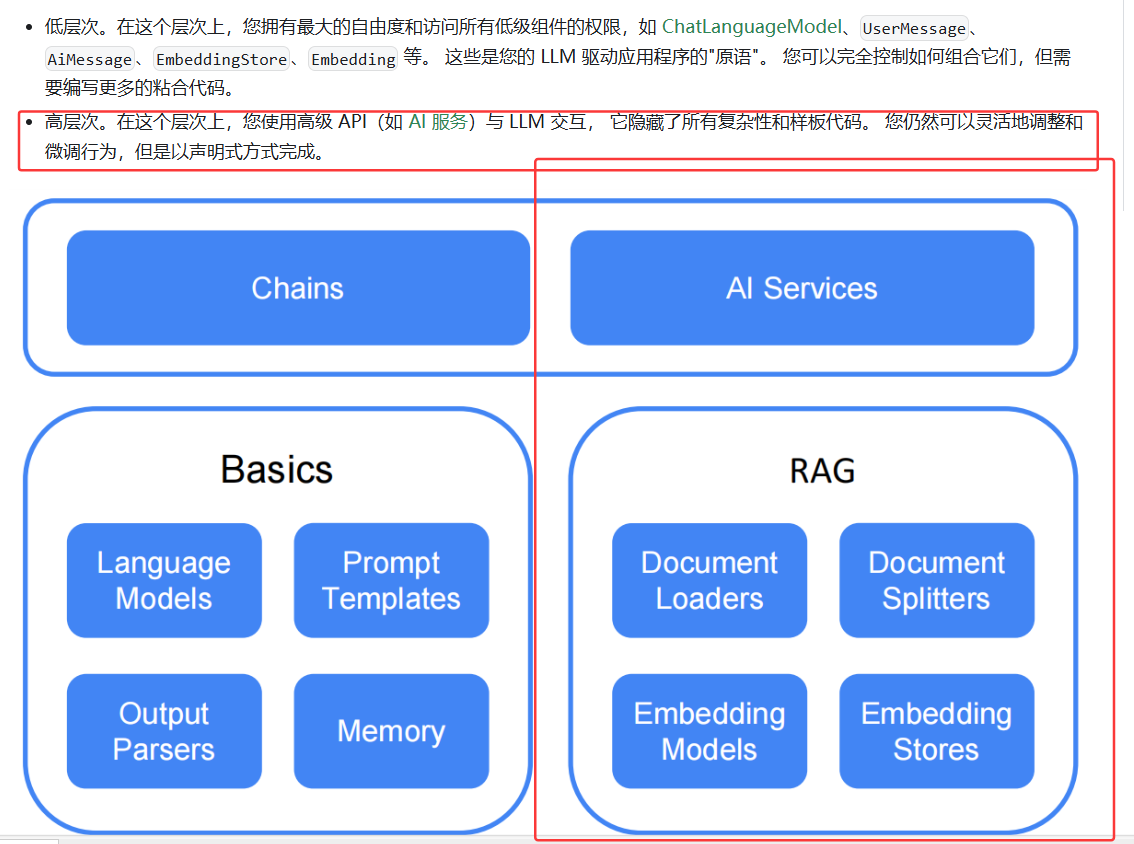 低层次。在这个层次上，您拥有最大的自由度和访问所有低级组件的权限，如 ChatLanguageModel、UserMessage、
AiMessage、EmbeddingStore、Embedding 等。 这些是您的 LLM 驱动应用程序的"原语"。 您可以完全控制如何组合它们，但需
要编写更多的粘合代码。
高层次。在这个层次上，您使用高级 API（如 AI 服务）与 LLM 交互， 它隐藏了所有复杂性和样板代码。 您仍然可以灵活地调整和
微调行为，但是以声明式方式完成。
Chains
AI Services
Basics
Language
Models
Prompt
Templates
Output
Parsers
Memory
RAG
Document
Loaders
Document
Splitters
Embedding
Models
Embedding
Stores